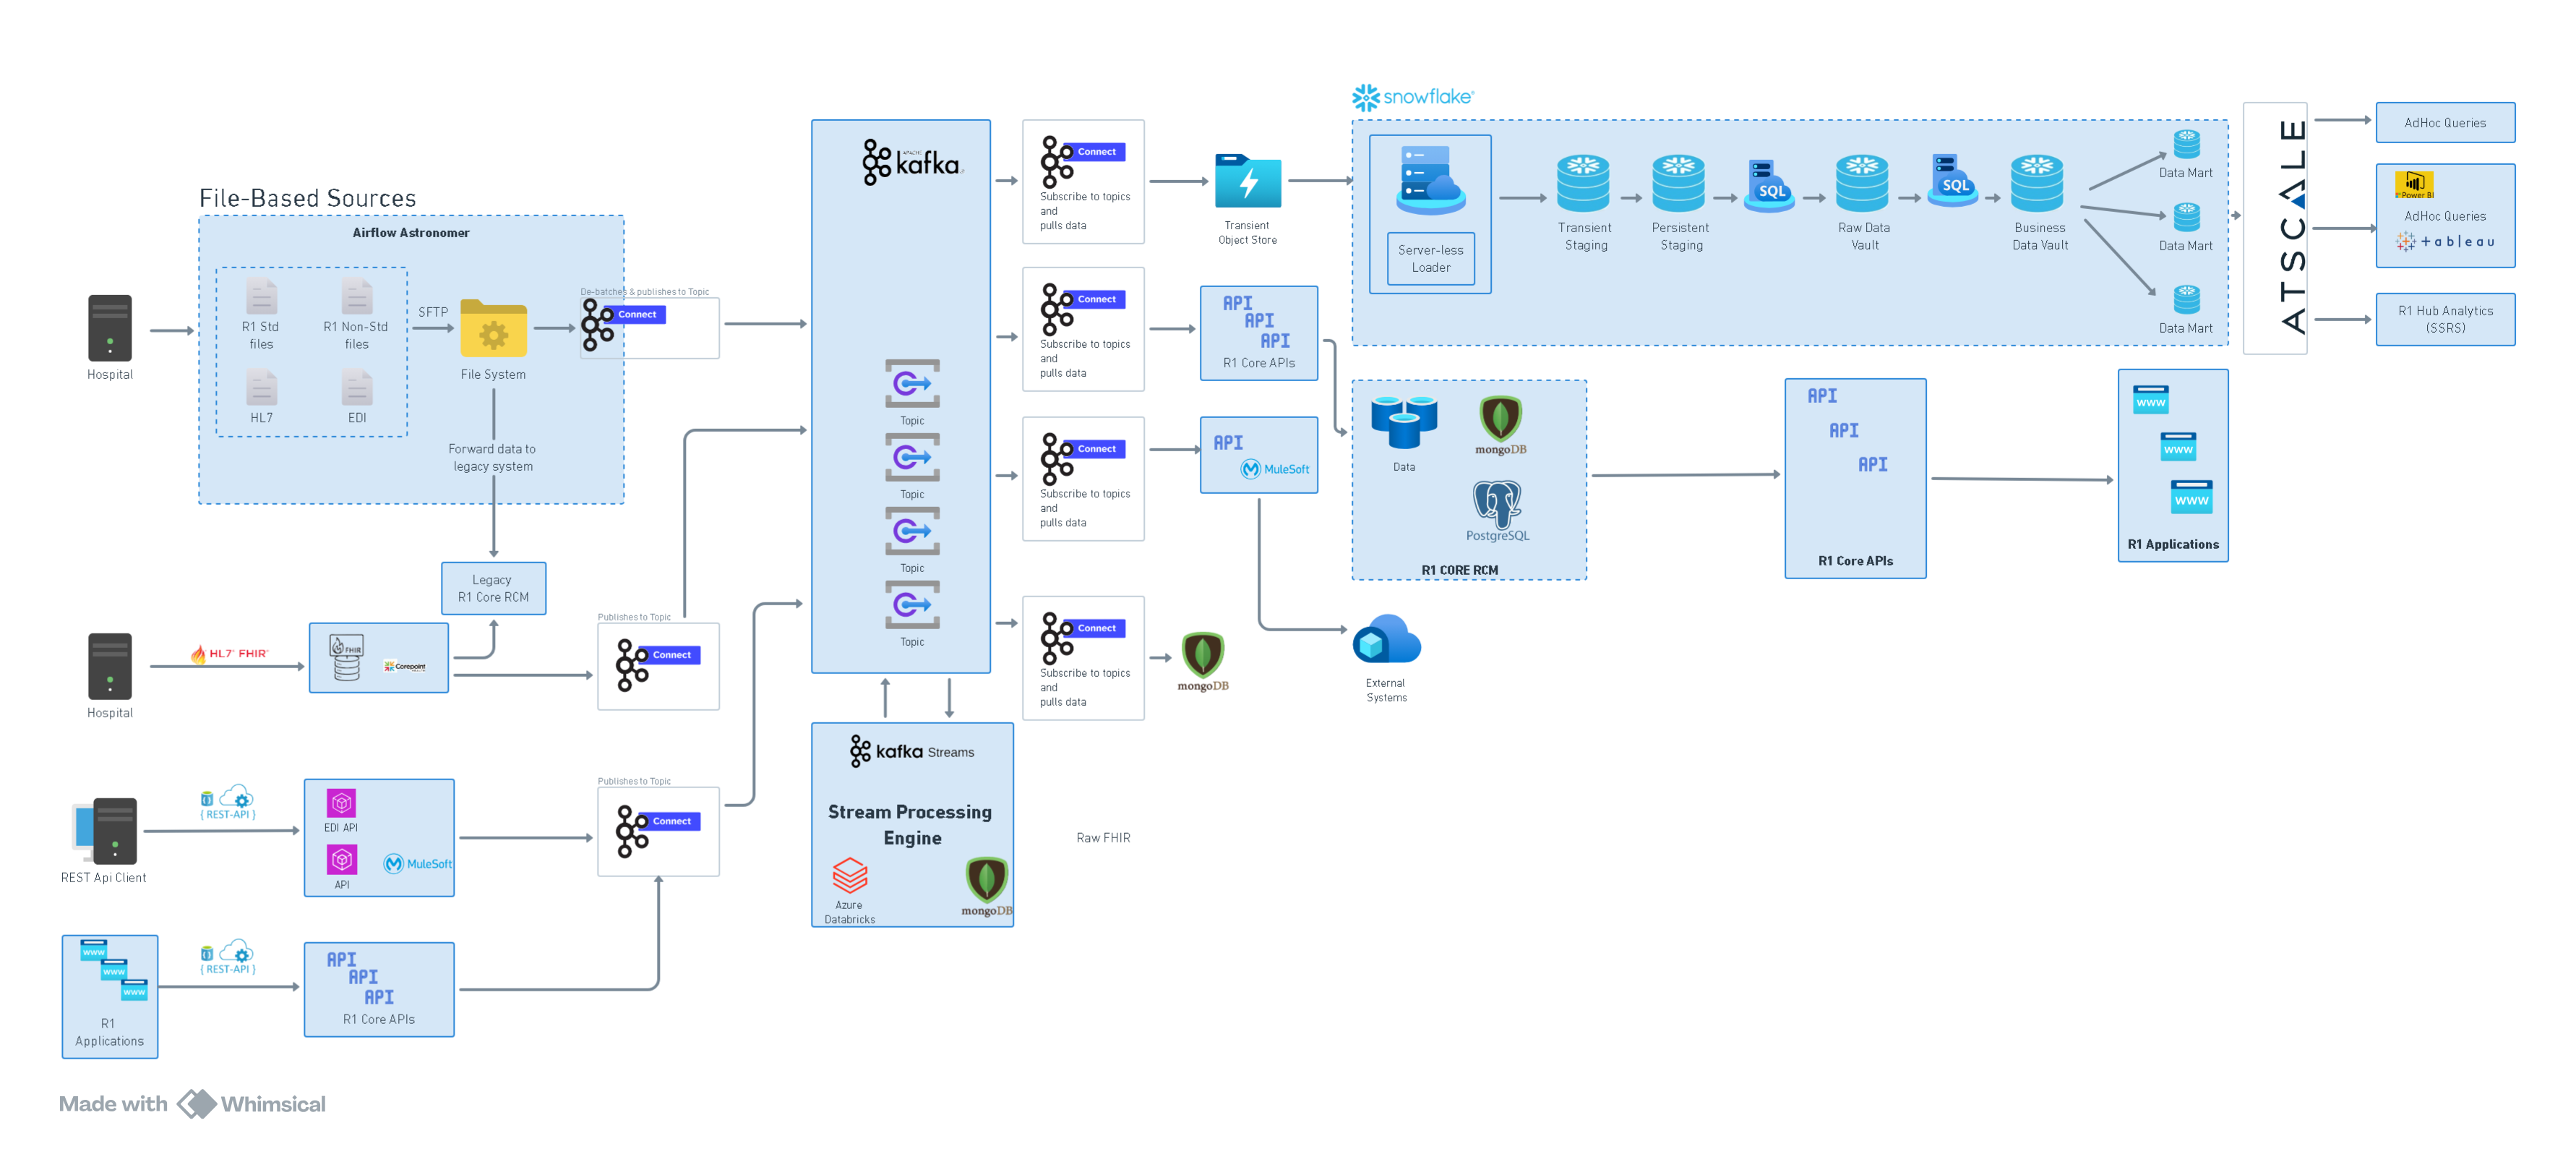 File-Based Sources
Airflow Astronomer
R1 Std
files
R1 Non-Std
files
HL7
EDI
SFTP
File System
Forward data to
legacy system
De-batches & publishes to Topic
Connect
Hospital
Legacy
R1 Core RCM
HL7 FHIR
FHIR
Corepoint
Hospital
Publishes to Topic
Connect
REST Api Client
{ REST-API }
EDI API
API
MuleSoft
Publishes to Topic
Connect
www
www
www
R1
Applications
{ REST-API }
API
API
API
R1 Core APIs
APACHE
kafka
Topic
Topic
Topic
Topic
kafka Streams
Stream Processing
Engine
Azure
Databricks
mongoDB
Connect
Subscribe to topics
and
pulls data
Connect
Subscribe to topics
and
pulls data
Connect
Subscribe to topics
and
pulls data
Connect
Subscribe to topics
and
pulls data
Raw FHIR
Transient
Object Store
API
API
API
R1 Core APIs
API
MuleSoft
mongoDB
snowflake
Server-less
Loader
Transient
Staging
Persistent
Staging
SQL
Raw Data
Vault
SQL
Business
Data Vault
Data Mart
Data Mart
Data Mart
ATSCALE
AdHoc Queries
Power BI
AdHoc Queries
+ableau
R1 Hub Analytics
(SSRS)
Data
mongoDB
PostgreSQL
R1 CORE RCM
API
API
API
R1 Core APIs
www
www
www
R1 Applications
External
Systems
Made with Whimsical